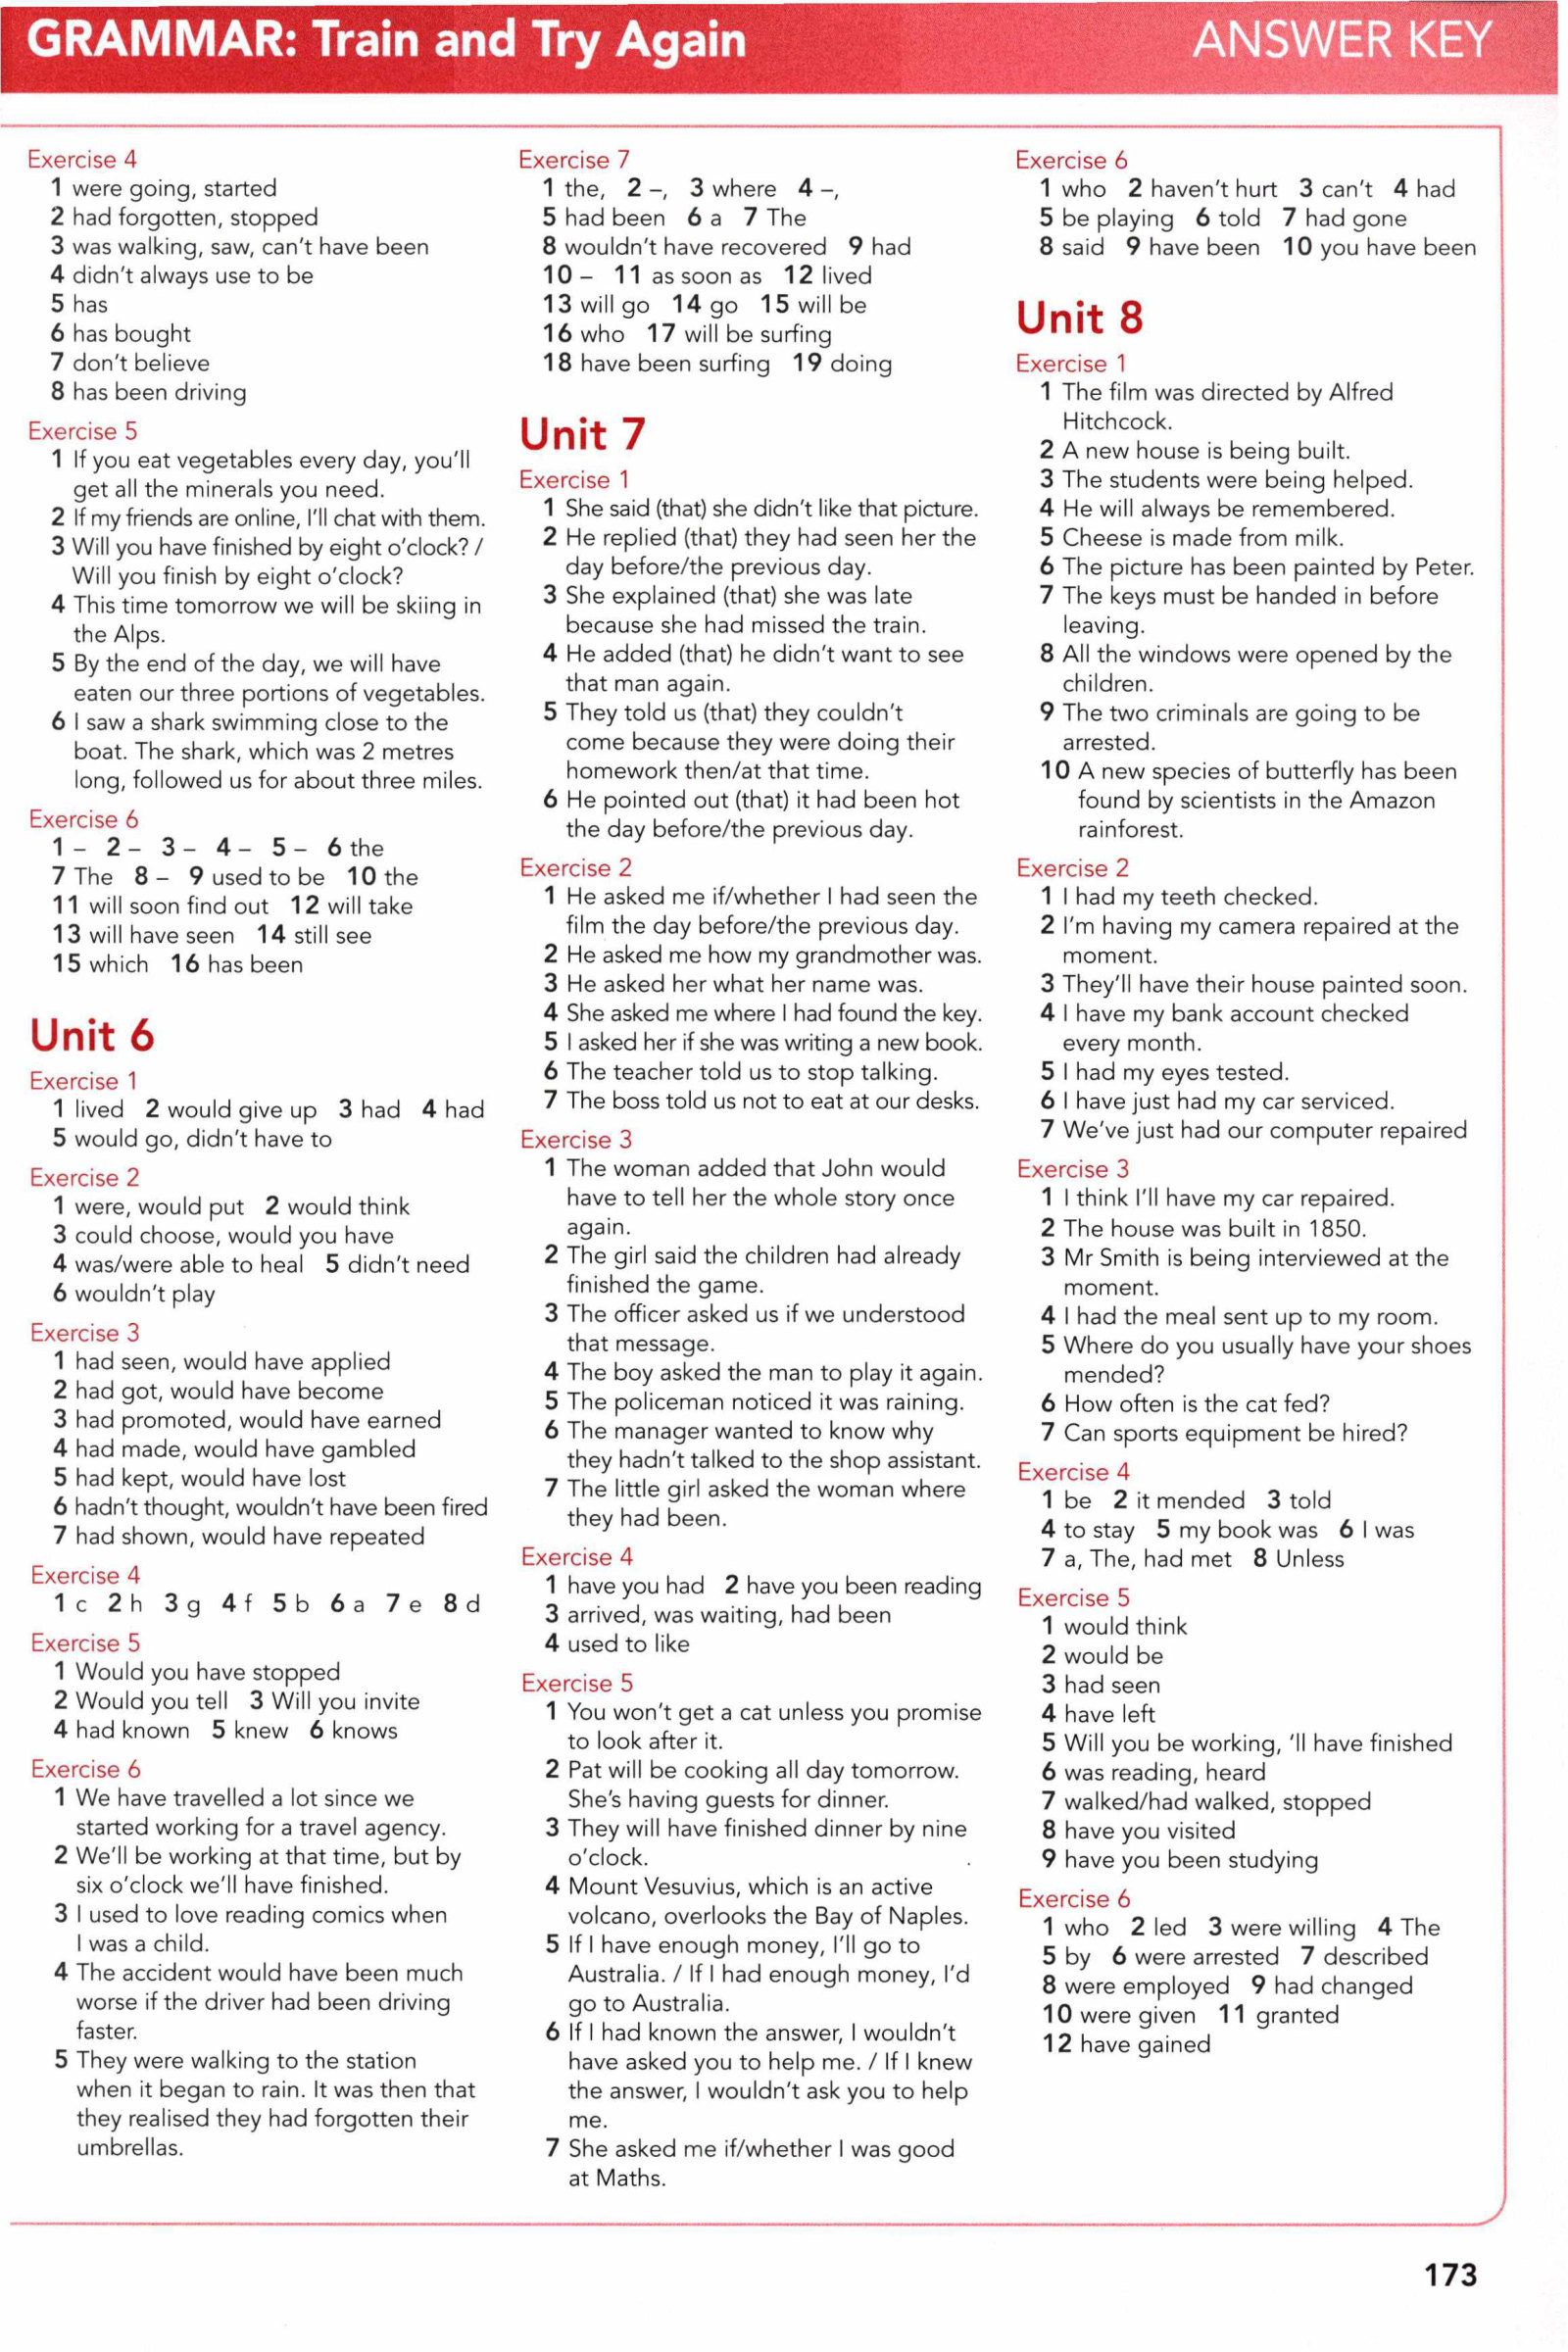 GRAMMAR: Train and Try Again
ANSWER KEY
Exercise 4
1 were going, started
2 had forgotten, stopped
3 was walking, saw, can't have been
4 didn't always use to be
5 has
6 has bought
7 don't believe
8 has been driving
Exercise 5
1 If you eat vegetables every day, you'll
get all the minerals you need.
2 If my friends are online, I'll chat with them.
3 Will you have finished by eight o'clock? /
Will you finish by eight o'clock?
4 This time tomorrow we will be skiing in
the Alps.
5 By the end of the day, we will have
eaten our three portions of vegetables.
6 I saw a shark swimming close to the
boat. The shark, which was 2 metres
long, followed us for about three miles.
Exercise 6
1 – 2 – 3 – 4 – 5 – 6 the
7 The 8 – 9 used to be 10 the
11 will soon find out 12 will take
13 will have seen 14 still see
15 which 16 has been
Unit 6
Exercise 1
1 lived 2 would give up 3 had 4 had
5 would go, didn't have to
Exercise 2
1 were, would put 2 would think
3 could choose, would you have
4 was/were able to heal 5 didn't need
6 wouldn't play
Exercise 3
1 had seen, would have applied
2 had got, would have become
3 had promoted, would have earned
4 had made, would have gambled
5 had kept, would have lost
6 hadn't thought, wouldn't have been fired
7 had shown, would have repeated
Exercise 4
1 c 2 h 3 g 4 f 5 b 6 a 7 e 8 d
Exercise 5
1 Would you have stopped
2 Would you tell 3 Will you invite
4 had known 5 knew 6 knows
Exercise 6
1 We have travelled a lot since we
started working for a travel agency.
2 We'll be working at that time, but by
six o'clock we'll have finished.
3 I used to love reading comics when
I was a child.
4 The accident would have been much
worse if the driver had been driving
faster.
5 They were walking to the station
when it began to rain. It was then that
they realised they had forgotten their
umbrellas.
Exercise 7
1 the, 2 –, 3 where 4 –,
5 had been 6 a 7 The
8 wouldn't have recovered 9 had
10 – 11 as soon as 12 lived
13 will go 14 go 15 will be
16 who 17 will be surfing
18 have been surfing 19 doing
Unit 7
Exercise 1
1 She said (that) she didn't like that picture.
2 He replied (that) they had seen her the
day before/the previous day.
3 She explained (that) she was late
because she had missed the train.
4 He added (that) he didn't want to see
that man again.
5 They told us (that) they couldn't
come because they were doing their
homework then/at that time.
6 He pointed out (that) it had been hot
the day before/the previous day.
Exercise 2
1 He asked me if/whether I had seen the
film the day before/the previous day.
2 He asked me how my grandmother was.
3 He asked her what her name was.
4 She asked me where I had found the key.
5 I asked her if she was writing a new book.
6 The teacher told us to stop talking.
7 The boss told us not to eat at our desks.
Exercise 3
1 The woman added that John would
have to tell her the whole story once
again.
2 The girl said the children had already
finished the game.
3 The officer asked us if we understood
that message.
4 The boy asked the man to play it again.
5 The policeman noticed it was raining.
6 The manager wanted to know why
they hadn't talked to the shop assistant.
7 The little girl asked the woman where
they had been.
Exercise 4
1 have you had 2 have you been reading
3 arrived, was waiting, had been
4 used to like
Exercise 5
1 You won't get a cat unless you promise
to look after it.
2 Pat will be cooking all day tomorrow.
She's having guests for dinner.
3 They will have finished dinner by nine
o'clock.
4 Mount Vesuvius, which is an active
volcano, overlooks the Bay of Naples.
5 If I have enough money, I'll go to
Australia. / If I had enough money, I'd
go to Australia.
6 If I had known the answer, I wouldn't
have asked you to help me. / If I knew
the answer, I wouldn't ask you to help
me.
7 She asked me if/whether I was good
at Maths.
Exercise 6
1 who 2 haven't hurt 3 can't 4 had
5 be playing 6 told 7 had gone
8 said 9 have been 10 you have been
Unit 8
Exercise 1
1 The film was directed by Alfred
Hitchcock.
2 A new house is being built.
3 The students were being helped.
4 He will always be remembered.
5 Cheese is made from milk.
6 The picture has been painted by Peter.
7 The keys must be handed in before
leaving.
8 All the windows were opened by the
children.
9 The two criminals are going to be
arrested.
10 A new species of butterfly has been
found by scientists in the Amazon
rainforest.
Exercise 2
1 I had my teeth checked.
2 I'm having my camera repaired at the
moment.
3 They'll have their house painted soon.
4 I have my bank account checked
every month.
5 I had my eyes tested.
6 I have just had my car serviced.
7 We've just had our computer repaired
Exercise 3
1 I think I'll have my car repaired.
2 The house was built in 1850.
3 Mr Smith is being interviewed at the
moment.
4 I had the meal sent up to my room.
5 Where do you usually have your shoes
mended?
6 How often is the cat fed?
7 Can sports equipment be hired?
Exercise 4
1 be 2 it mended 3 told
4 to stay 5 my book was 6 I was
7 a, The, had met 8 Unless
Exercise 5
1 would think
2 would be
3 had seen
4 have left
5 Will you be working, 'll have finished
6 was reading, heard
7 walked/had walked, stopped
8 have you visited
9 have you been studying
Exercise 6
1 who 2 led 3 were willing 4 The
5 by 6 were arrested 7 described
8 were employed 9 had changed
10 were given 11 granted
12 have gained
173